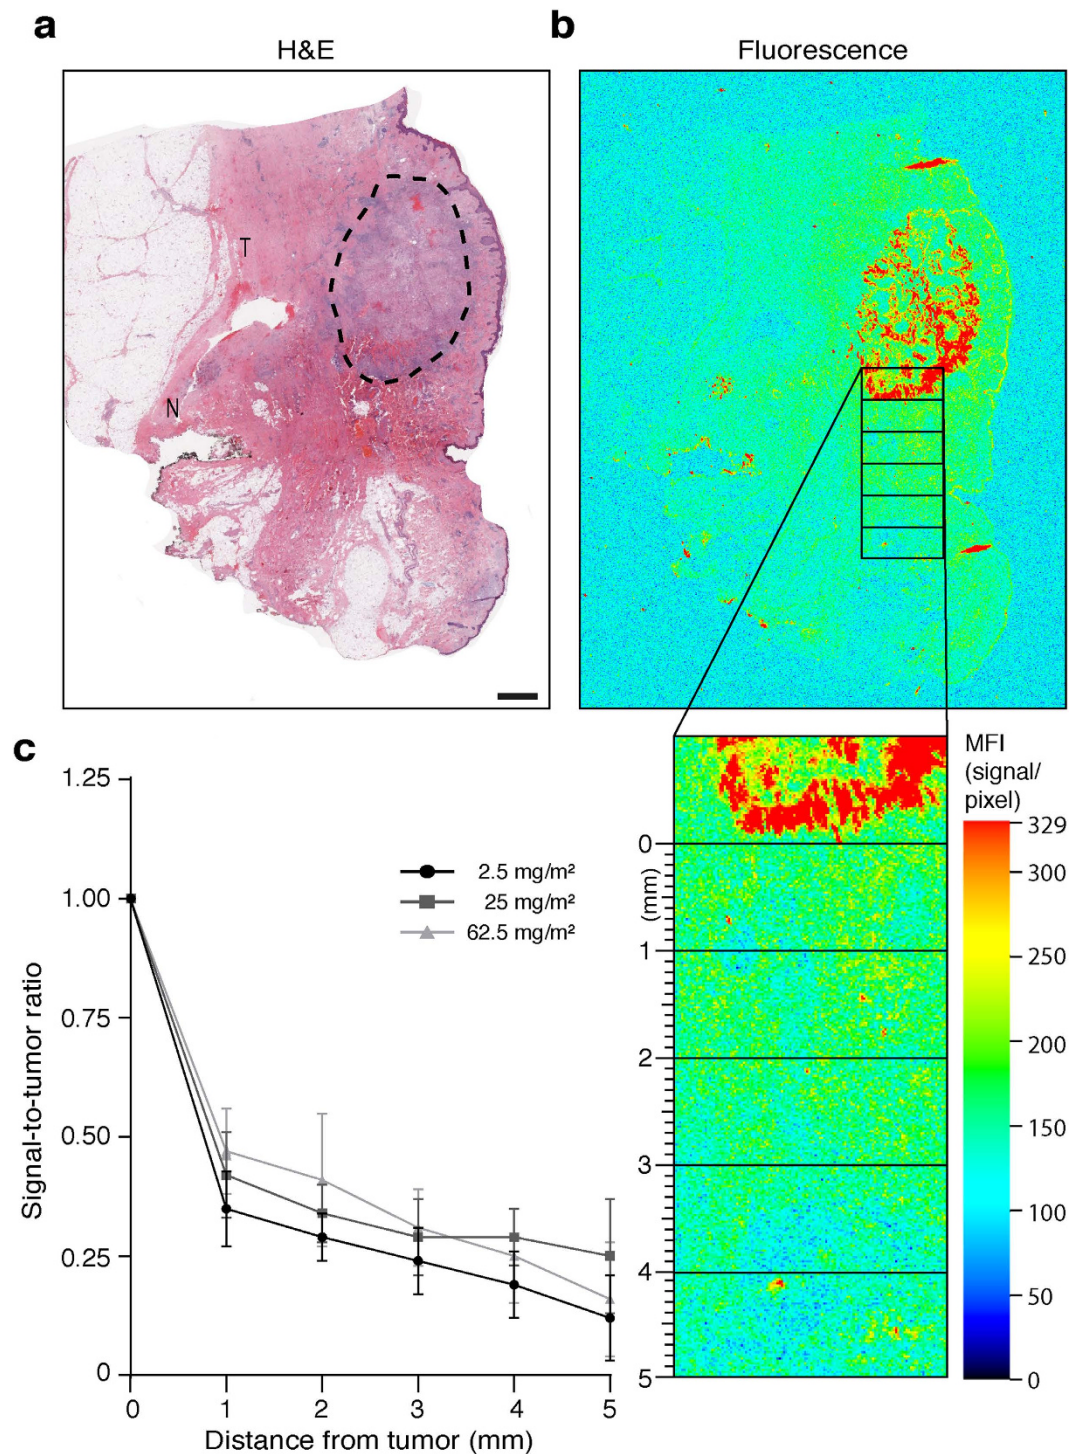 a
H&E
T
N
b
Fluorescence
c
1.25
1.00
0.75
0.50
0.25
0
Signal-to-tumor ratio
2.5 mg/m²
25 mg/m²
62.5 mg/m²
0 1 2 3 4 5
Distance from tumor (mm)
0
(mm)
1
2
3
4
5
MFI
(signal/
pixel)
329
300
250
200
150
100
50
0